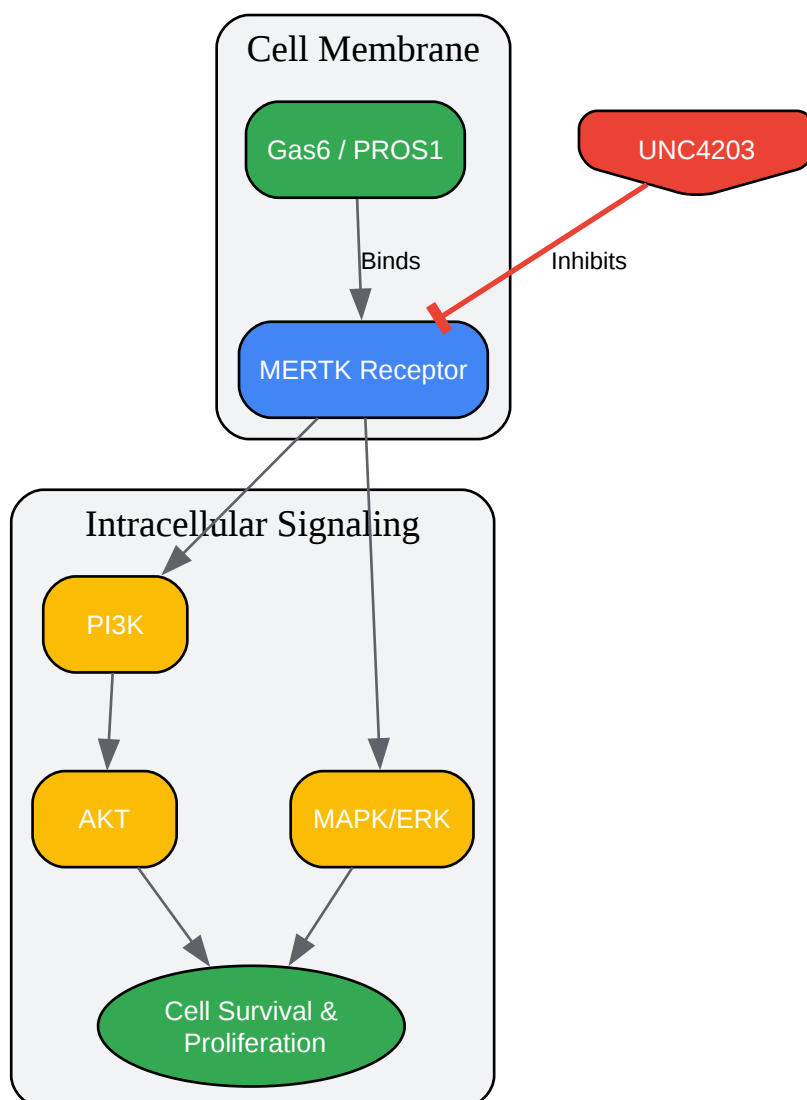 Cell Membrane
Gas6 / PROS1
UNC4203
Binds
Inhibits
MERTK Receptor
Intracellular Signaling
PI3K
AKT
MAPK/ERK
Cell Survival &
Proliferation